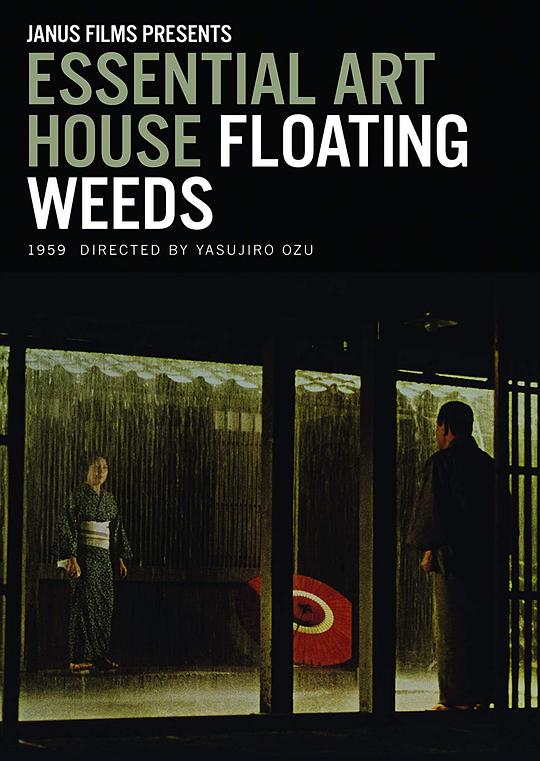 JANUS FILMS PRESENTS
ESSENTIAL ART
HOUSE FLOATING
WEEDS
1959 DIRECTED BY YASUJIRO OZU